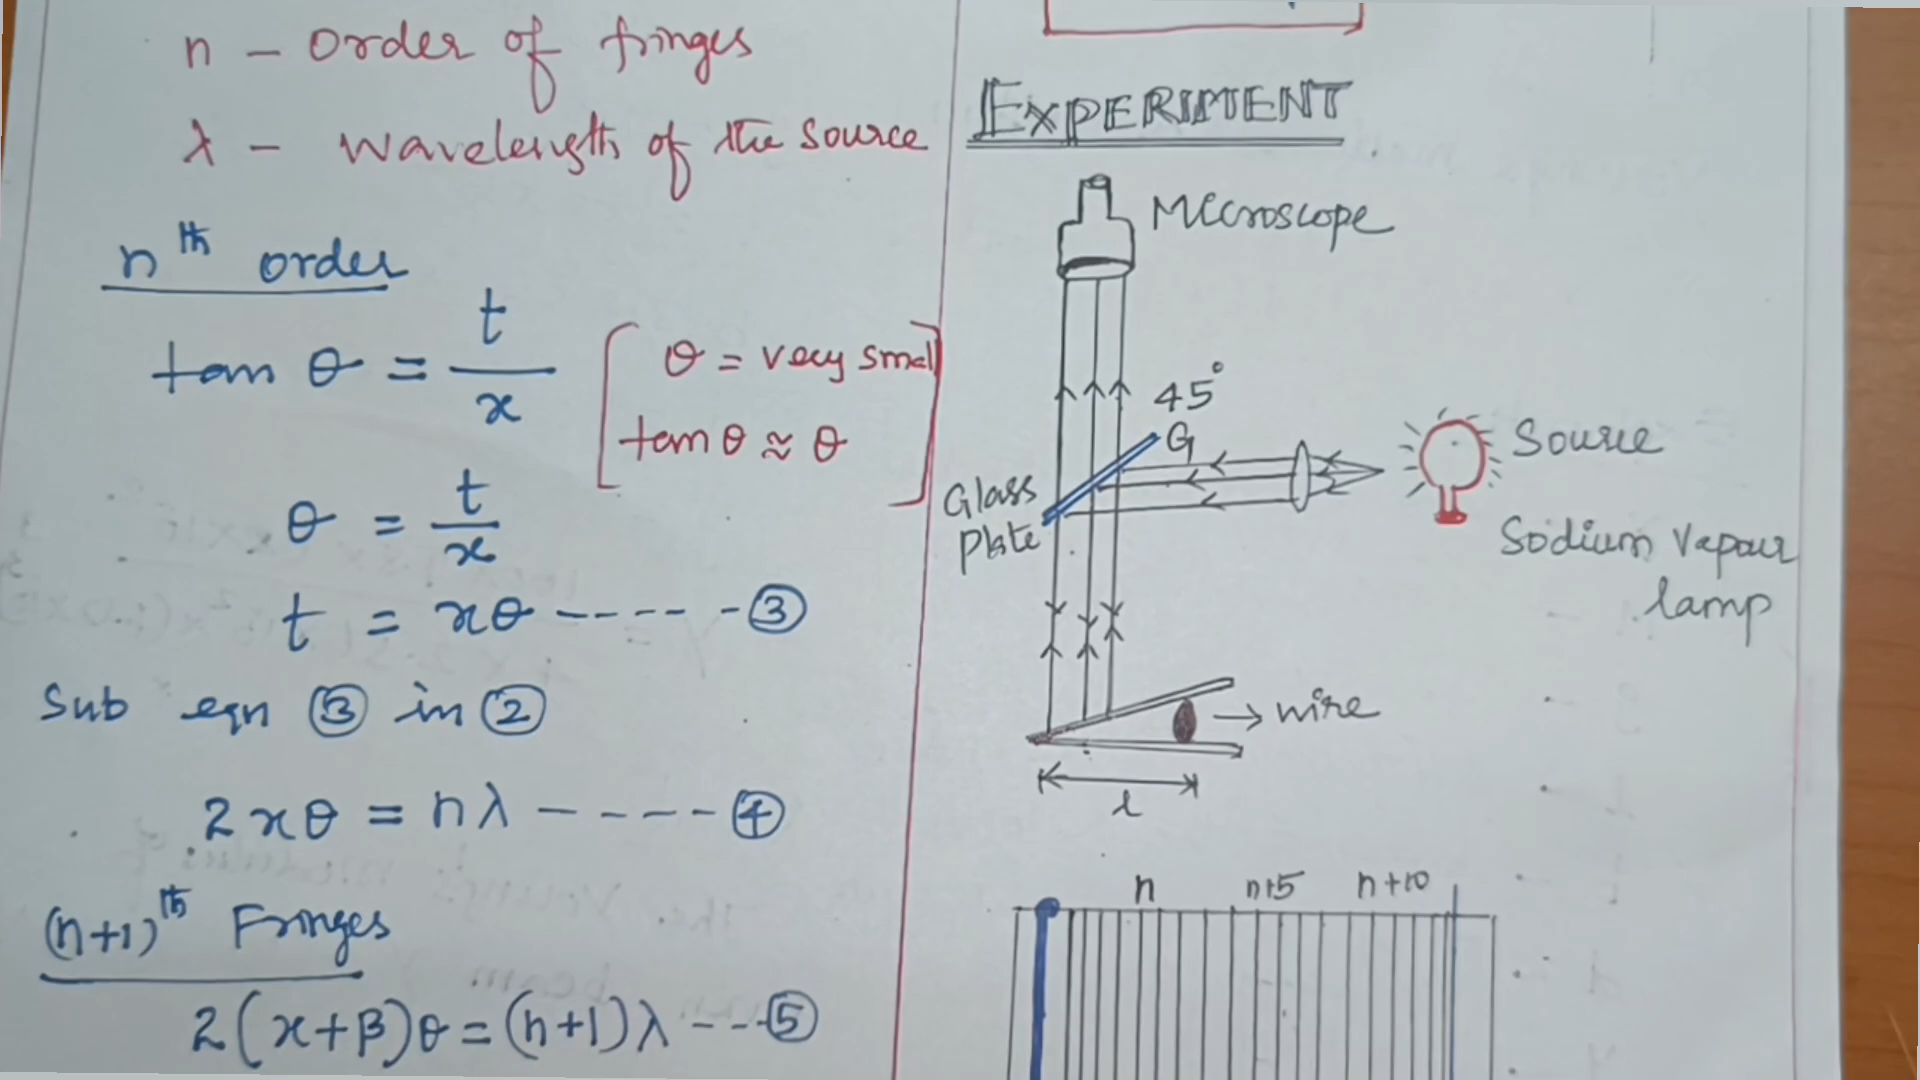 n - Order of fringes
λ - Wavelength of the source
nth order
tan θ = t/x
[θ = very small
tan θ ≈ θ]
θ = t/x
t = xθ ------ ③
Sub eqn ③ in ②
2xθ = nλ ----- ④
(n+1)th Fringes
2(x+β)θ = (n+1)λ --- ⑤
EXPERIMENT
Microscope
45°
G
Glass
Plate
Source
Sodium Vapour
lamp
→ wire
l
n n+5 n+10